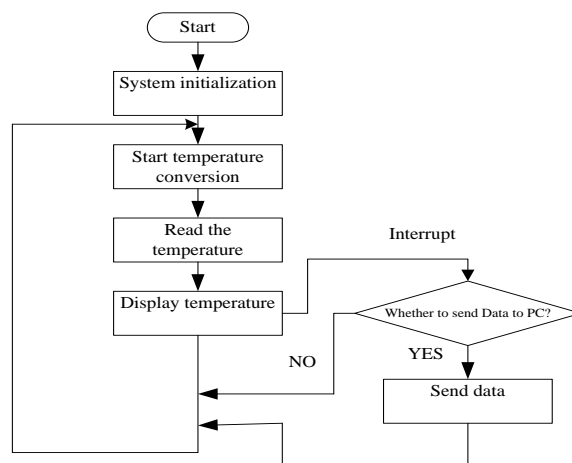 Start
System initialization
Start temperature
conversion
Read the
temperature
Interrupt
Display temperature
Whether to send Data to PC?
NO
YES
Send data